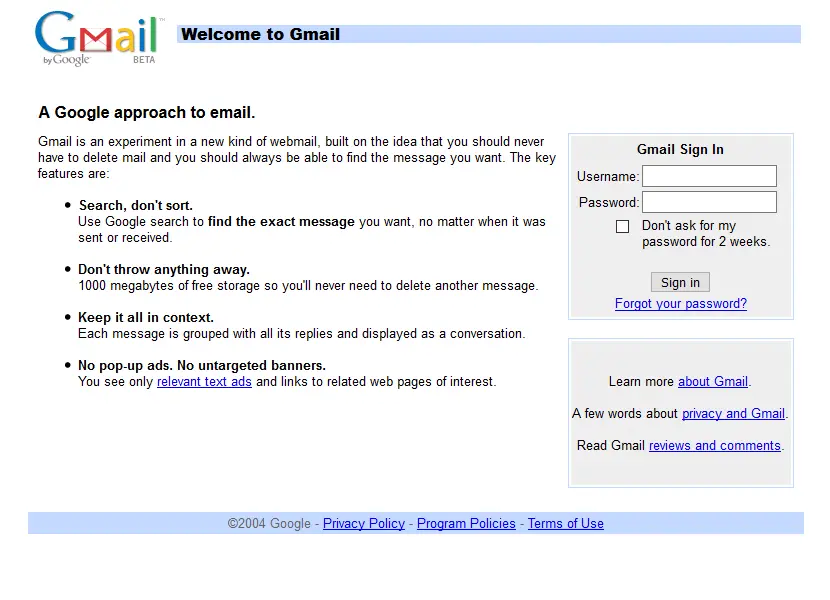 Gmail™
by Google BETA
Welcome to Gmail
A Google approach to email.
Gmail is an experiment in a new kind of webmail, built on the idea that you should never
have to delete mail and you should always be able to find the message you want. The key
features are:
Search, don't sort.
Use Google search to find the exact message you want, no matter when it was
sent or received.
Don't throw anything away.
1000 megabytes of free storage so you'll never need to delete another message.
Keep it all in context.
Each message is grouped with all its replies and displayed as a conversation.
No pop-up ads. No untargeted banners.
You see only relevant text ads and links to related web pages of interest.
Gmail Sign In
Username:
Password:
Don't ask for my
password for 2 weeks.
Sign in
Forgot your password?
Learn more about Gmail.
A few words about privacy and Gmail.
Read Gmail reviews and comments.
©2004 Google - Privacy Policy - Program Policies - Terms of Use